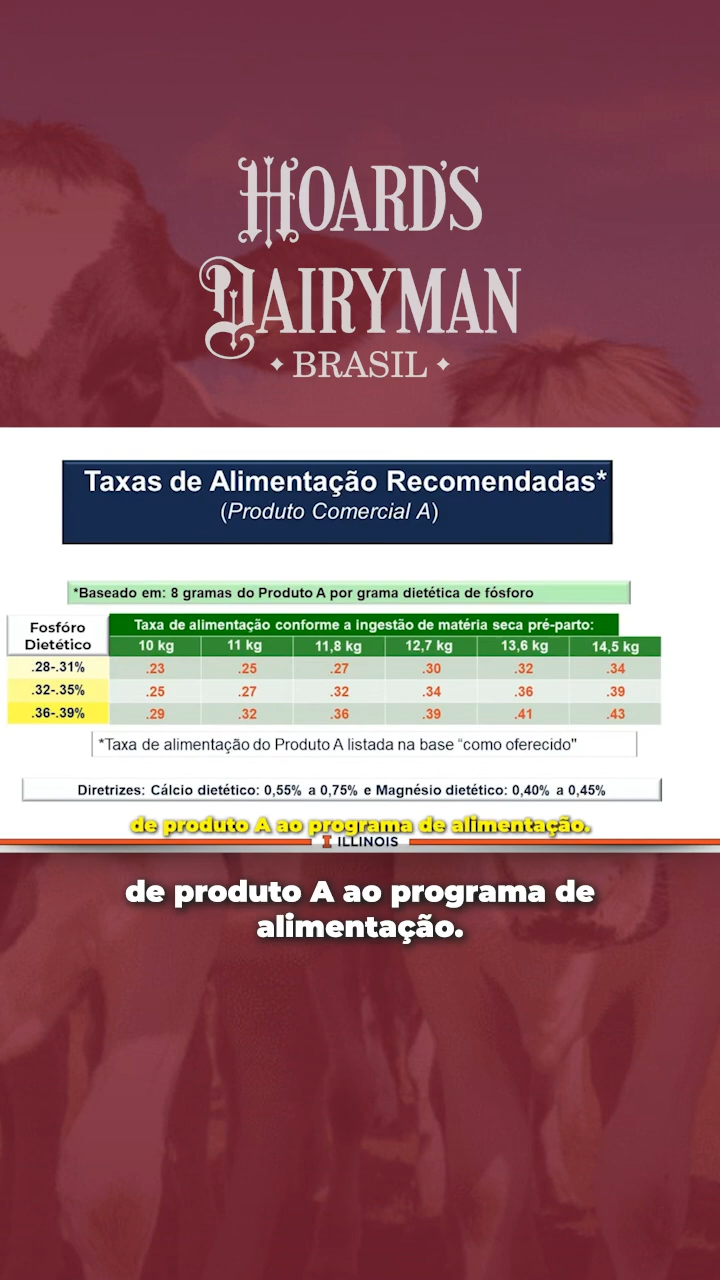 HOARD'S
DAIRYMAN
BRASIL
Taxas de Alimentação Recomendadas*
(Produto Comercial A)
*Baseado em: 8 gramas do Produto A por grama dietética de fósforo
Fosfóro Dietético
Taxa de alimentação conforme a ingestão de matéria seca pré-parto:
10 kg 11 kg 11,8 kg 12,7 kg 13,6 kg 14,5 kg
.28-.31% .23 .25 .27 .30 .32 .34
.32-.35% .25 .27 .32 .34 .36 .39
.36-.39% .29 .32 .36 .39 .41 .43
*Taxa de alimentação do Produto A listada na base “como oferecido"
Diretrizes: Cálcio dietético: 0,55% a 0,75% e Magnésio dietético: 0,40% a 0,45%
de produto A ao programa de alimentação.
I ILLINOIS
de produto A ao programa de
alimentação.